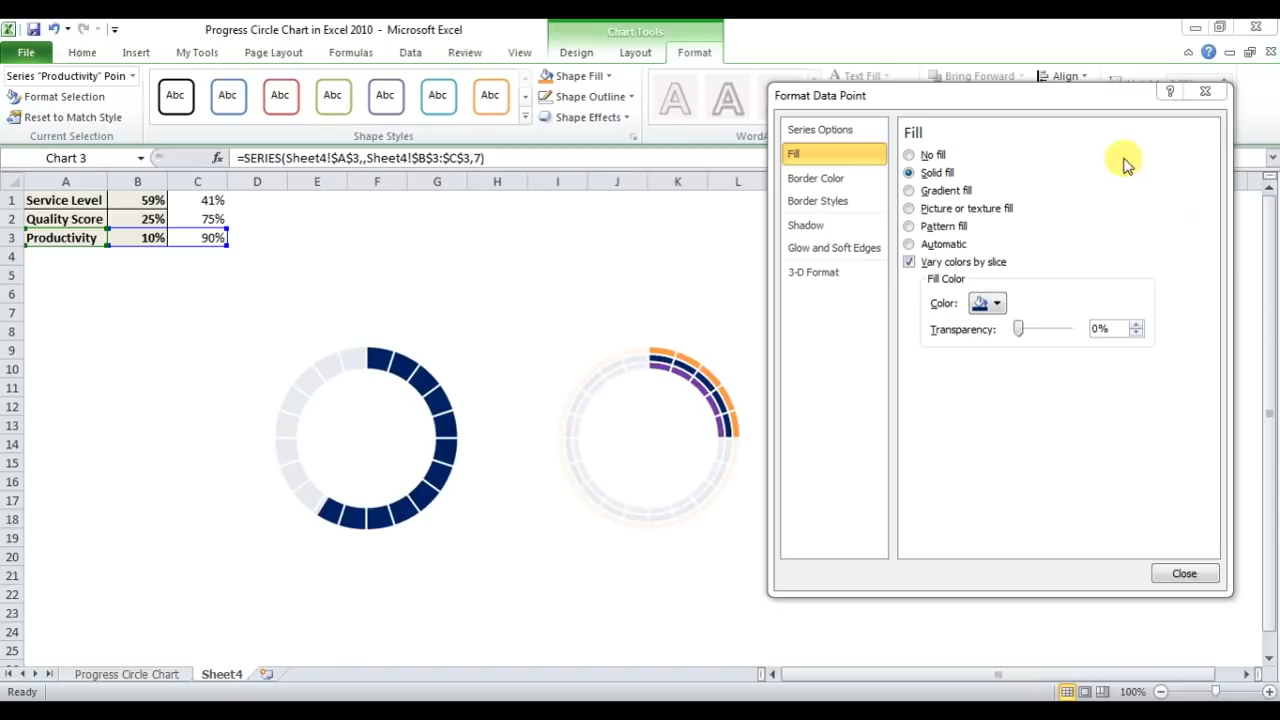 Progress Circle Chart in Excel 2010 - Microsoft Excel
Chart Tools
File Home Insert My Tools Page Layout Formulas Data Review View Design Layout Format
Series "Productivity" Poin
Format Selection
Reset to Match Style
Current Selection
Abc Abc Abc Abc Abc Abc Abc
Shape Styles
Shape Fill
Shape Outline
Shape Effects
A A
WordA
Text Fill
Bring Forward
Align
Chart 3
fx =SERIES(Sheet4!$A$3,,Sheet4!$B$3:$C$3,7)
A B C D E F G H I J K L
1 Service Level 59% 41%
2 Quality Score 25% 75%
3 Productivity 10% 90%
4
5
6
7
8
9
10
11
12
13
14
15
16
17
18
19
20
21
22
23
24
25
Format Data Point
Series Options
Fill
Border Color
Border Styles
Shadow
Glow and Soft Edges
3-D Format
Fill
No fill
Solid fill
Gradient fill
Picture or texture fill
Pattern fill
Automatic
Vary colors by slice
Fill Color
Color:
Transparency: 0%
Close
Progress Circle Chart Sheet4
Ready 100%